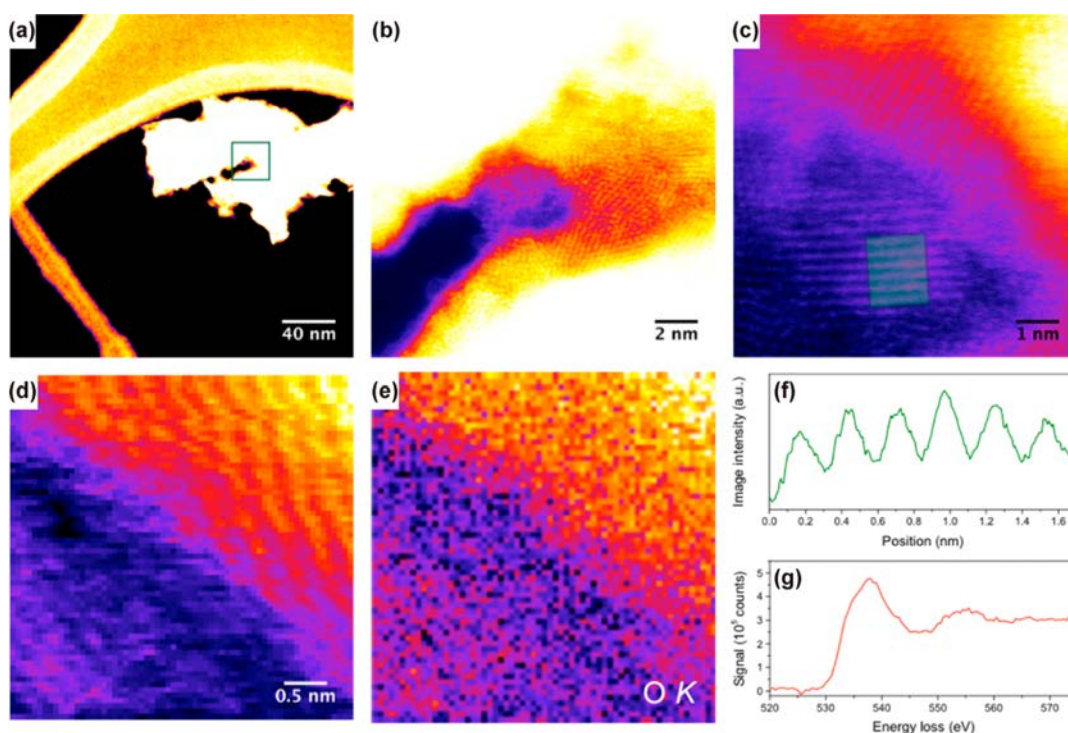 (a)
40 nm
(b)
2 nm
(c)
1 nm
(d)
0.5 nm
(e)
O K
(f)
Image intensity (a.u.)
0.0 0.2 0.4 0.6 0.8 1.0 1.2 1.4 1.6
Position (nm)
(g)
Signal (10⁵ counts)
5
4
3
2
1
0
520 530 540 550 560 570
Energy loss (eV)